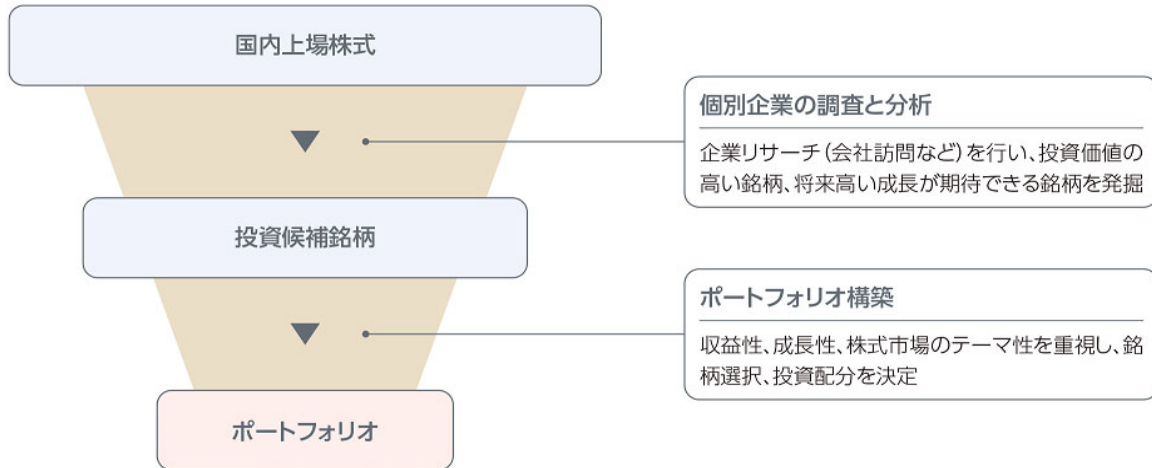 国内上場株式
個別企業の調査と分析
企業リサーチ（会社訪問など）を行い、投資価値の
高い銘柄、将来高い成長が期待できる銘柄を発掘
投資候補銘柄
ポートフォリオ構築
収益性、成長性、株式市場のテーマ性を重視し、銘
柄選択、投資配分を決定
ポートフォリオ